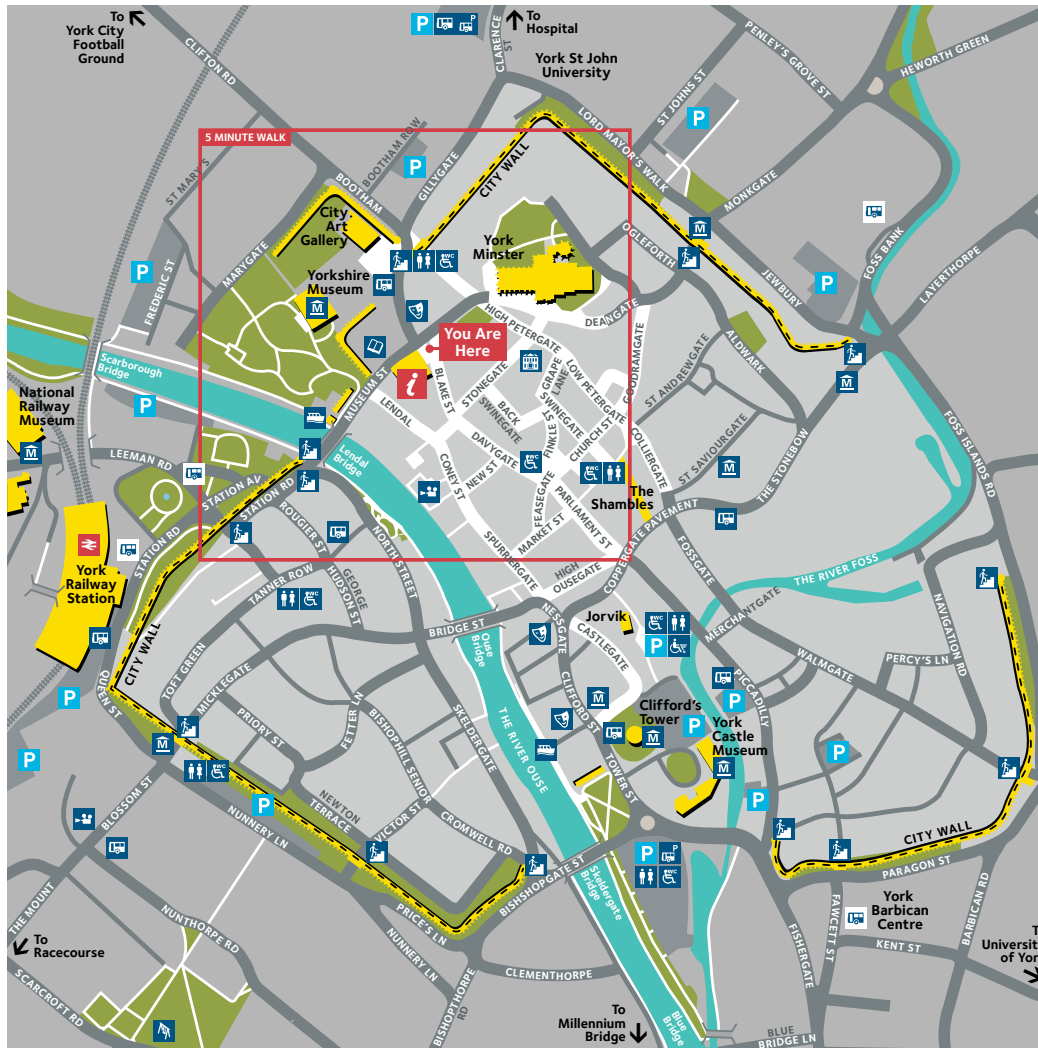 To
York City
Football
Ground
CLIFTON RD
P
P
CLARENCE
ST
To
Hospital
York St John
University
PENLEY'S GROVE ST
HEWORTH GREEN
ST JOHNS ST
P
LORD MAYOR'S WALK
MONKGATE
5 MINUTE WALK
ST MARY'S
BOOTHAM ROW
BOOTHAM
P
GILLYGATE
CITY WALL
City
Art
Gallery
York
Minster
OGLEFORTH
M
JEWBURY
FOSS BANK
LAYERTHORPE
P
P
FREDERIC ST
MARYGATE
WC
Yorkshire
Museum
M
HIGH PETERGATE
DEANGATE
You Are
Here
i
MUSEUM ST
BLAKE ST
STONEGATE
GRAPE
LANE
LOW PETERGATE
GOODRAMGATE
ALDWARK
ST ANDREWGATE
M
Scarborough
Bridge
P
National
Railway
Museum
M
LENDAL
BACK
SWINEGATE
SWINEGATE
FINKLE ST
CHURCH ST
COLLIERGATE
ST SAVIOURGATE
M
THE STONEBOW
FOSS ISLANDS RD
LEEMAN RD
STATION AV
STATION RD
STATION RD
Lendal
Bridge
CONEY ST
DAVYGATE
NEW ST
WC
WC
FEASEGATE
MARKET ST
PARLIAMENT ST
The
Shambles
ROUGIER ST
NORTH STREET
SPURRIERGATE
HIGH
OUSEGATE
COPPERGATE
PAVEMENT
FOSSGATE
THE RIVER FOSS
York
Railway
Station
TANNER ROW
GEORGE
HUDSON ST
WC
BRIDGE ST
Ouse
Bridge
NESSGATE
Jorvik
CASTLEGATE
WC
P
MERCHANTGATE
WALMGATE
NAVIGATION RD
PERCY'S LN
CITY WALL
TOFT GREEN
MICKLEGATE
PRIORY ST
FETTER LN
BISHOPHILL SENIOR
SKELDERGATE
THE RIVER OUSE
CLIFFORD ST
M
Clifford's
Tower
M
P
P
PICCADILLY
York
Castle
Museum
M
P
P
QUEEN ST
P
P
M
WC
P
BLOSSOM ST
NUNNERY LN
NEWTON
TERRACE
VICTOR ST
CROMWELL RD
TOWER ST
P
CITY WALL
PARAGON ST
BISHSHOPGATE ST
Skeldergate
Bridge
P
P
WC
THE MOUNT
NUNTHORPE RD
PRICE'S LN
NUNNERY LN
York
Barbican
Centre
FAWCETT ST
KENT ST
BARBICAN RD
FISHERGATE
To
Racecourse
SCARCROFT RD
BISHOPTHORPE
RD
CLEMENTHORPE
To
Millennium
Bridge
Blue
Bridge
BLUE
BRIDGE LN
Universit
of Yor